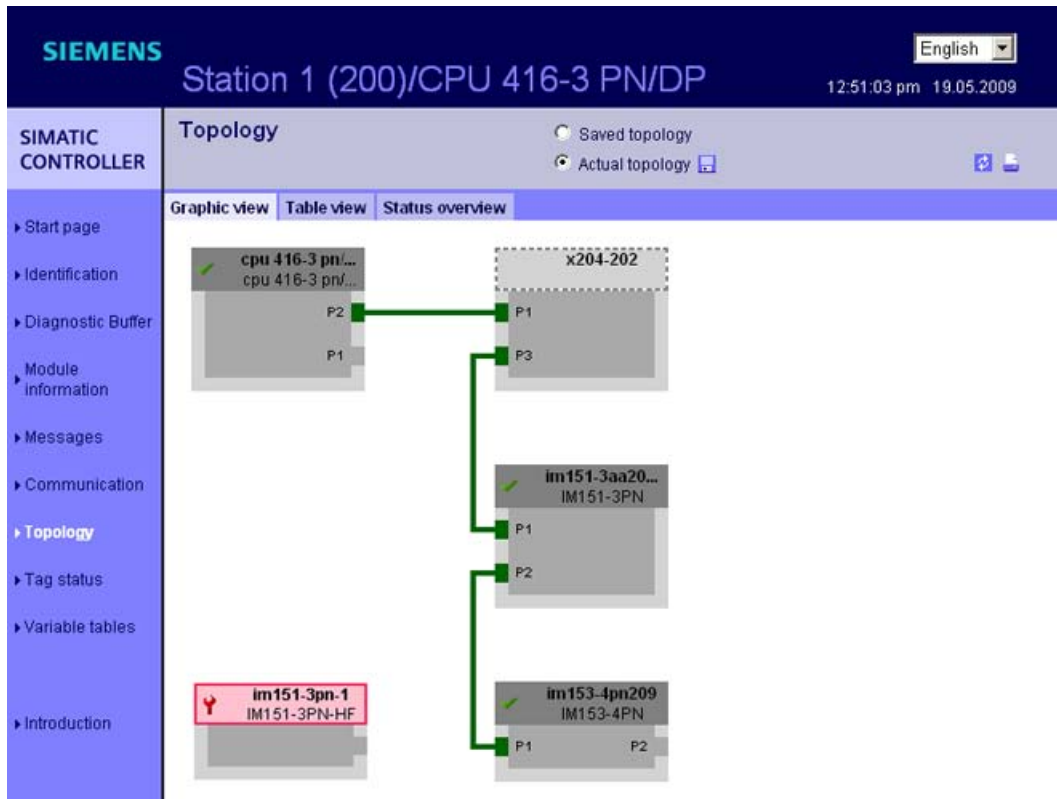 SIEMENS
Station 1 (200)/CPU 416-3 PN/DP
English
12:51:03 pm 19.05.2009
SIMATIC
CONTROLLER
Topology
Saved topology
Actual topology
Start page
Identification
Diagnostic Buffer
Module
information
Messages
Communication
Topology
Tag status
Variable tables
Introduction
Graphic view Table view Status overview
cpu 416-3 pn/...
cpu 416-3 pn/...
P2
P1
x204-202
P1
P3
im151-3aa20...
IM151-3PN
P1
P2
im151-3pn-1
IM151-3PN-HF
im153-4pn209
IM153-4PN
P1 P2